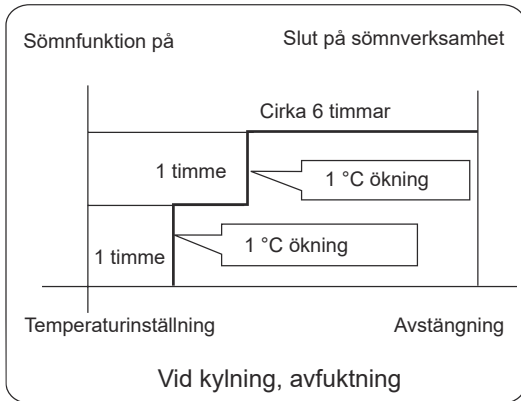 Sömnfunktion på
Slut på sömnverksamhet
Cirka 6 timmar
1 timme
1 °C ökning
1 timme
1 °C ökning
Temperaturinställning
Avstängning
Vid kylning, avfuktning